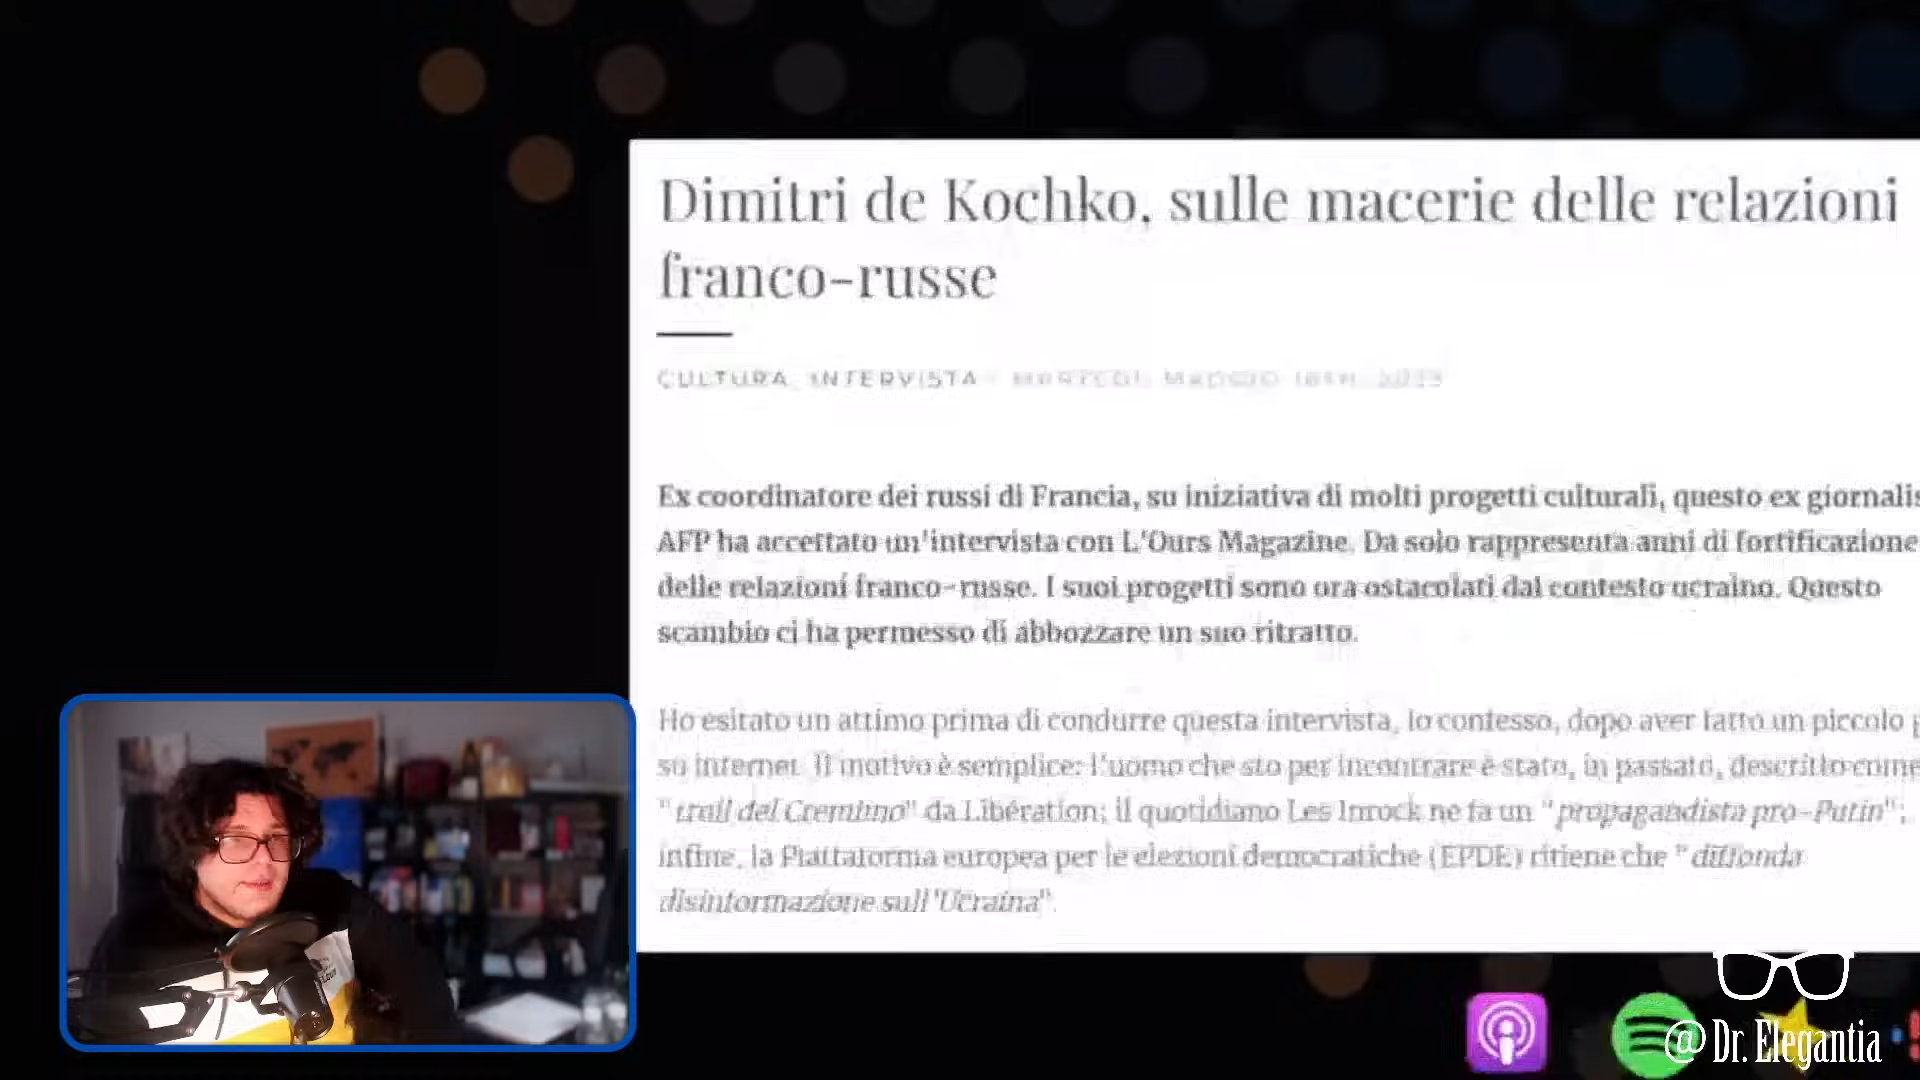 Dimitri de Kochko, sulle macerie delle relazioni
franco-russe
CULTURA, INTERVISTA
Ex coordinatore dei russi di Francia, su iniziativa di molti progetti culturali, questo ex giornalis
AFP ha accettato un'intervista con L'Ours Magazine. Da solo rappresenta anni di fortificazione
delle relazioni franco-russe. I suoi progetti sono ora ostacolati dal contesto ucraino. Questo
scambio ci ha permesso di abbozzare un suo ritratto.
Ho esitato un attimo prima di condurre questa intervista, lo confesso, dopo aver fatto un piccolo
su internet. Il motivo è semplice: l'uomo che sto per incontrare è stato, in passato, descritto come
" troll del Cremlino" da Libération; il quotidiano Les Inrock ne fa un " propagandista pro-Putin";
infine, la Piattaforma europea per le elezioni democratiche (EPDE) ritiene che " diffonda
disinformazione sull'Ucraina".
@ Dr. Elegantia